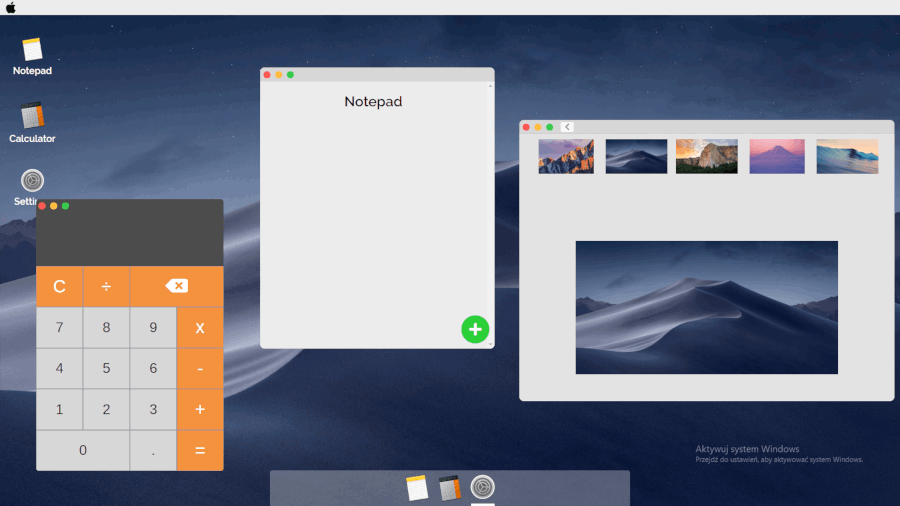 Notepad
Calculator
Settin
Notepad
C ÷
7 8 9 x
4 5 6 -
1 2 3 +
0 . =
Aktywuj system Windows
Przejdź do ustawień, aby aktywować system Windows.